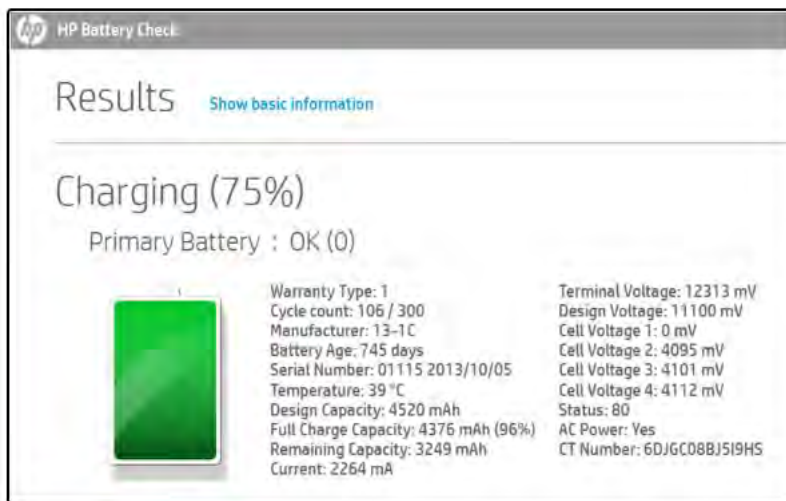 hp HP Battery Check
Results Show basic information
Charging (75%)
Primary Battery : OK (0)
Warranty Type: 1
Cycle count: 106 / 300
Manufacturer: 13-1C
Battery Age: 745 days
Serial Number: 01115 2013/10/05
Temperature: 39 °C
Design Capacity: 4520 mAh
Full Charge Capacity: 4376 mAh (96%)
Remaining Capacity: 3249 mAh
Current: 2264 mA
Terminal Voltage: 12313 mV
Design Voltage: 11100 mV
Cell Voltage 1: 0 mV
Cell Voltage 2: 4095 mV
Cell Voltage 3: 4101 mV
Cell Voltage 4: 4112 mV
Status: 80
AC Power: Yes
CT Number: 6DJGC08BJ5I9HS